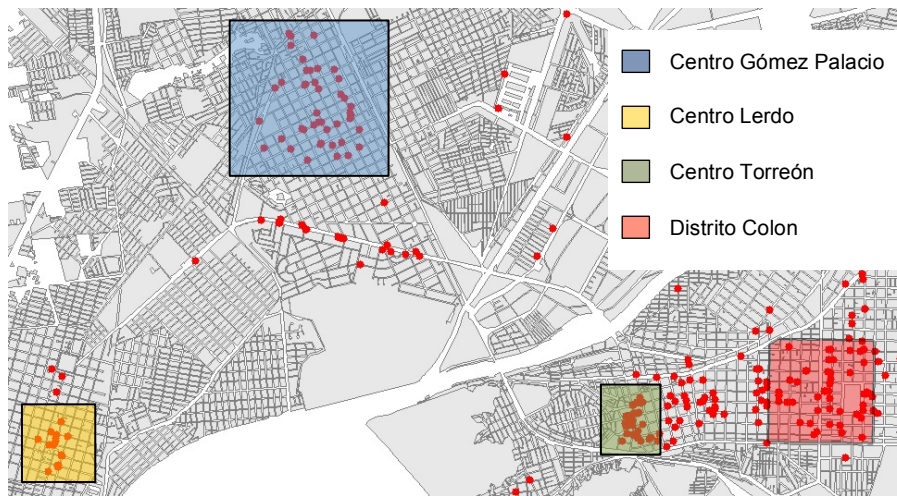 Centro Gómez Palacio
Centro Lerdo
Centro Torreón
Distrito Colon